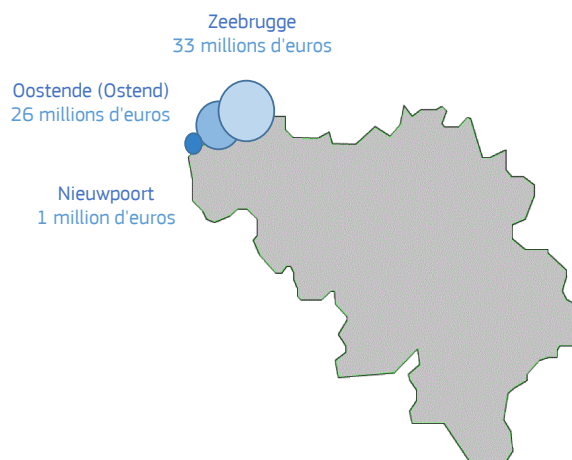 Zeebrugge
33 millions d'euros
Oostende (Ostend)
26 millions d'euros
Nieuwpoort
1 million d'euros